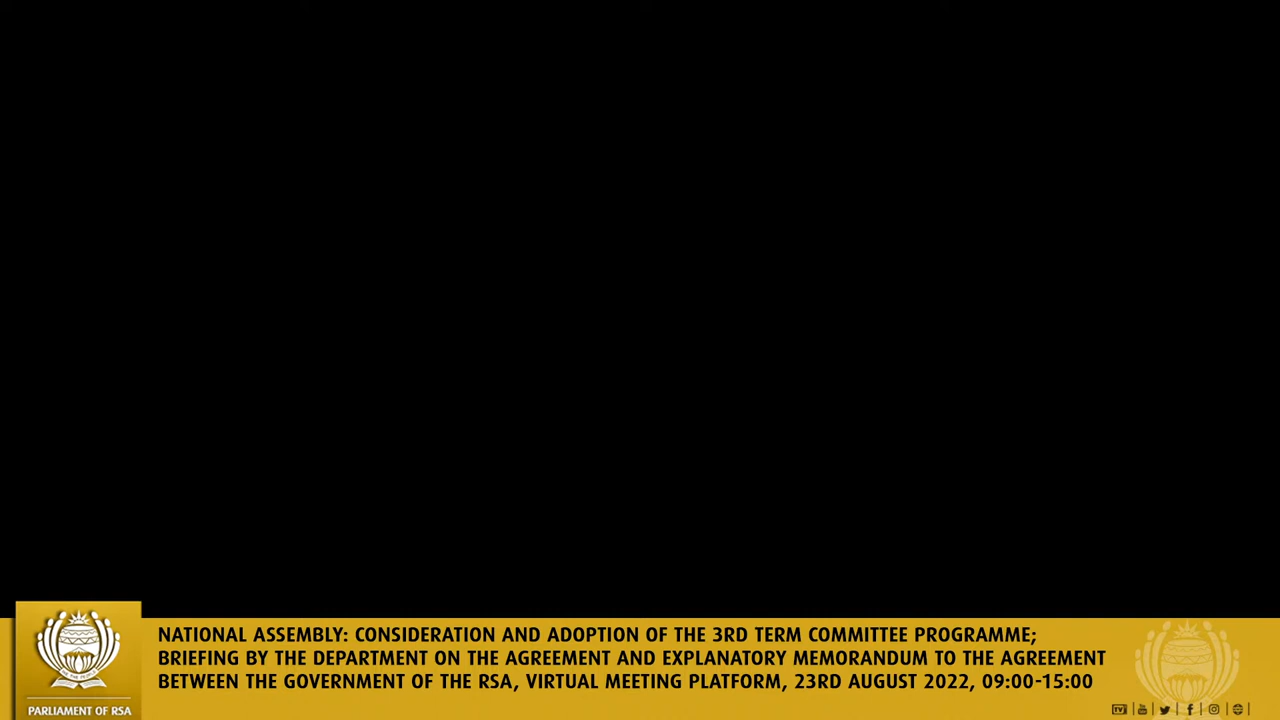 NATIONAL ASSEMBLY: CONSIDERATION AND ADOPTION OF THE 3RD TERM COMMITTEE PROGRAMME;
BRIEFING BY THE DEPARTMENT ON THE AGREEMENT AND EXPLANATORY MEMORANDUM TO THE AGREEMENT
BETWEEN THE GOVERNMENT OF THE RSA, VIRTUAL MEETING PLATFORM, 23RD AUGUST 2022, 09:00-15:00
PARLIAMENT OF RSA